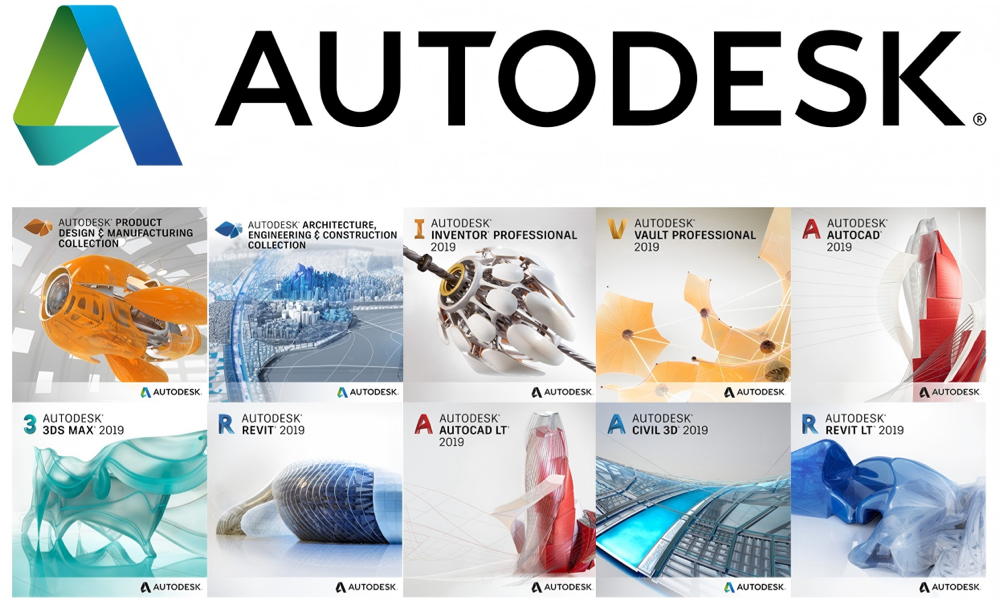 AUTODESK®
AUTODESK® PRODUCT
DESIGN & MANUFACTURING
COLLECTION
AUTODESK
AUTODESK® ARCHITECTURE,
ENGINEERING & CONSTRUCTION
COLLECTION
AUTODESK
I AUTODESK®
INVENTOR® PROFESSIONAL
2019
AUTODESK
V AUTODESK®
VAULT PROFESSIONAL
2019
AUTODESK
A AUTODESK®
AUTOCAD®
2019
AUTODESK
3 AUTODESK®
3DS MAX® 2019
AUTODESK
R AUTODESK®
REVIT® 2019
AUTODESK
A AUTODESK®
AUTOCAD LT®
2019
AUTODESK
A AUTODESK®
CIVIL 3D® 2019
AUTODESK
R AUTODESK®
REVIT LT™ 2019
AUTODESK